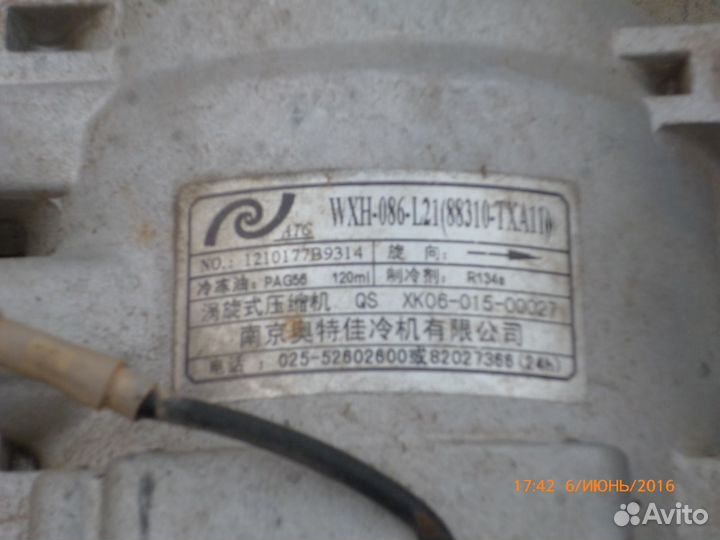 ATG WXH-086-L21(88310-TXA11)
NO.: 1210177B9314 旋 向:
冷冻油: PAG56 120ml 制冷剂: R134a
涡旋式压缩机 QS XK06-015-00027
南京奥特佳冷机有限公司
电话: 025-52602600或82027366 (24h)
17:42 6/ИЮНЬ/2016
Avito